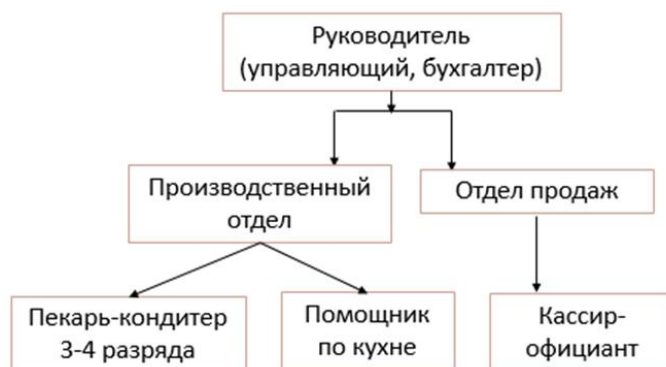 Руководитель
(управляющий, бухгалтер)
Производственный
отдел
Отдел продаж
Пекарь-кондитер
3-4 разряда
Помощник
по кухне
Кассир-
официант